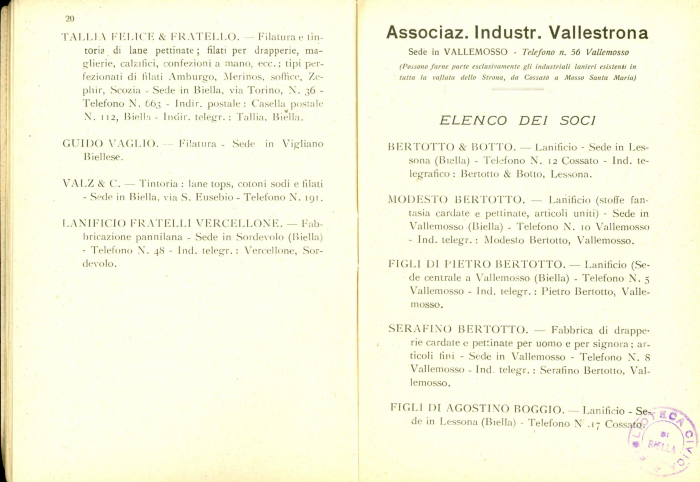 20
TALLIA FELICE & FRATELLO. — Filatura e tin-
toria di lane pettinate; filati per drapperie, ma-
glierie, calzifici, confezioni a mano, ecc.; tipi per-
fezionati di filati Amburgo, Merinos, soffice, Ze-
phir, Scozia - Sede in Biella, via Torino, N. 36 -
Telefono N. 663 - Indir. postale: Casella postale
N. 112, Biella - Indir. telegr.: Tallia, Biella.
GUIDO VAGLIO. — Filatura - Sede in Vigliano
Biellese.
VALZ & C. — Tintoria: lane tops, cotoni sodi e filati
- Sede in Biella, via S. Eusebio - Telefono N. 191.
LANIFICIO FRATELLI VERCELLONE. — Fab-
bricazione pannilana - Sede in Sordevolo (Biella)
- Telefono N. 48 - Ind. telegr.: Vercellone, Sor-
devolo.
Associaz. Industr. Vallestrona
Sede in VALLEMOSSO - Telefono n. 56 Vallemosso
(Possono farne parte esclusivamente gli industriali lanieri esistenti in
tutta la vallata dello Strona, da Cossato a Mosso Santa Maria)
ELENCO DEI SOCI
BERTOTTO & BOTTO. — Lanificio - Sede in Les-
sona (Biella) - Telefono N. 12 Cossato - Ind. te-
legrafico: Bertotto & Botto, Lessona.
MODESTO BERTOTTO. — Lanificio (stoffe fan-
tasia cardate e pettinate, articoli uniti) - Sede in
Vallemosso (Biella) - Telefono N. 10 Vallemosso
- Ind. telegr.: Modesto Bertotto, Vallemosso.
FIGLI DI PIETRO BERTOTTO. — Lanificio (Se-
de centrale a Vallemosso (Biella) - Telefono N. 5
Vallemosso - Ind. telegr.: Pietro Bertotto, Valle-
mosso.
SERAFINO BERTOTTO. — Fabbrica di drappe-
rie cardate e pettinate per uomo e per signora; ar-
ticoli fini - Sede in Vallemosso - Telefono N. 8
Vallemosso - Ind. telegr.: Serafino Bertotto, Val-
lemosso.
FIGLI DI AGOSTINO BOGGIO. — Lanificio - Se-
de in Lessona (Biella) - Telefono N .17 Cossato.
BLIOTECA CIVICA
DI
BIELLA